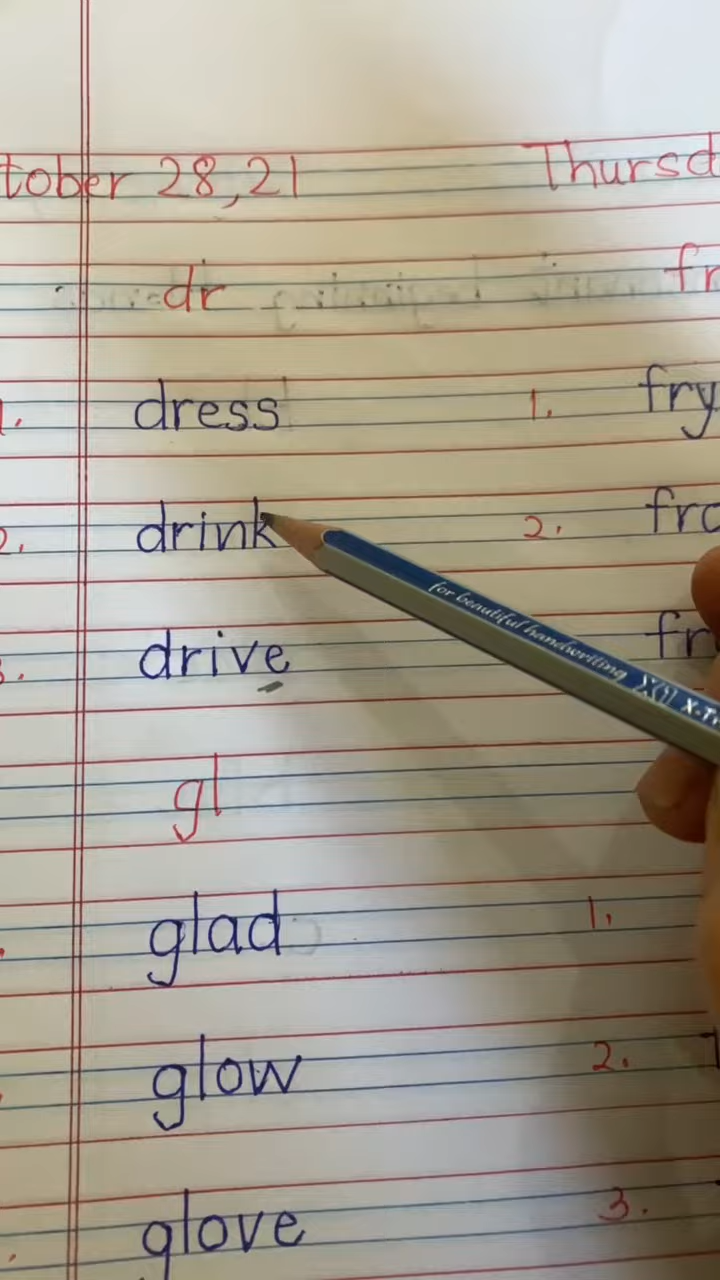 tober 28, 21 Thursd
dr fr
1. dress 1. fry
2. drink 2. fro
for beautiful handwriting
3. drive fr
gl
glad 1.
glow 2.
glove 3.